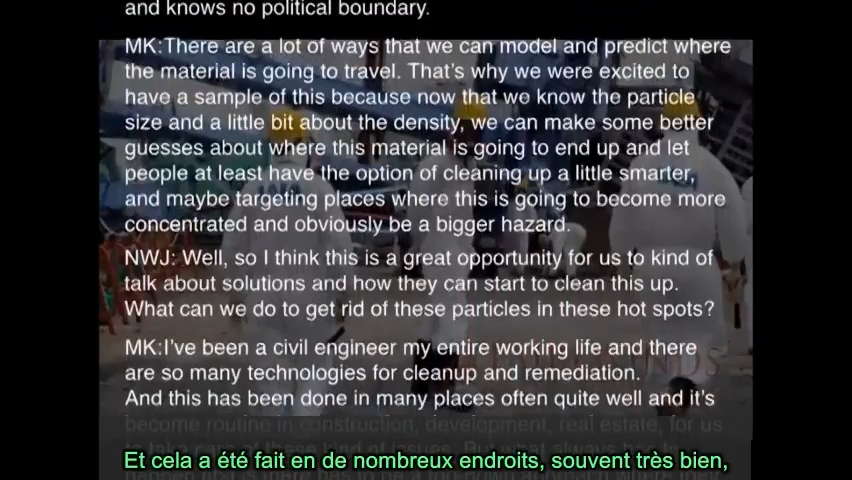 and knows no political boundary.
MK:There are a lot of ways that we can model and predict where
the material is going to travel. That's why we were excited to
have a sample of this because now that we know the particle
size and a little bit about the density, we can make some better
guesses about where this material is going to end up and let
people at least have the option of cleaning up a little smarter,
and maybe targeting places where this is going to become more
concentrated and obviously be a bigger hazard.
NWJ: Well, so I think this is a great opportunity for us to kind of
talk about solutions and how they can start to clean this up.
What can we do to get rid of these particles in these hot spots?
MK:I've been a civil engineer my entire working life and there
are so many technologies for cleanup and remediation.
And this has been done in many places often quite well and it's
become routine in construction, development, real estate, for us
Et cela a été fait en de nombreux endroits, souvent très bien,